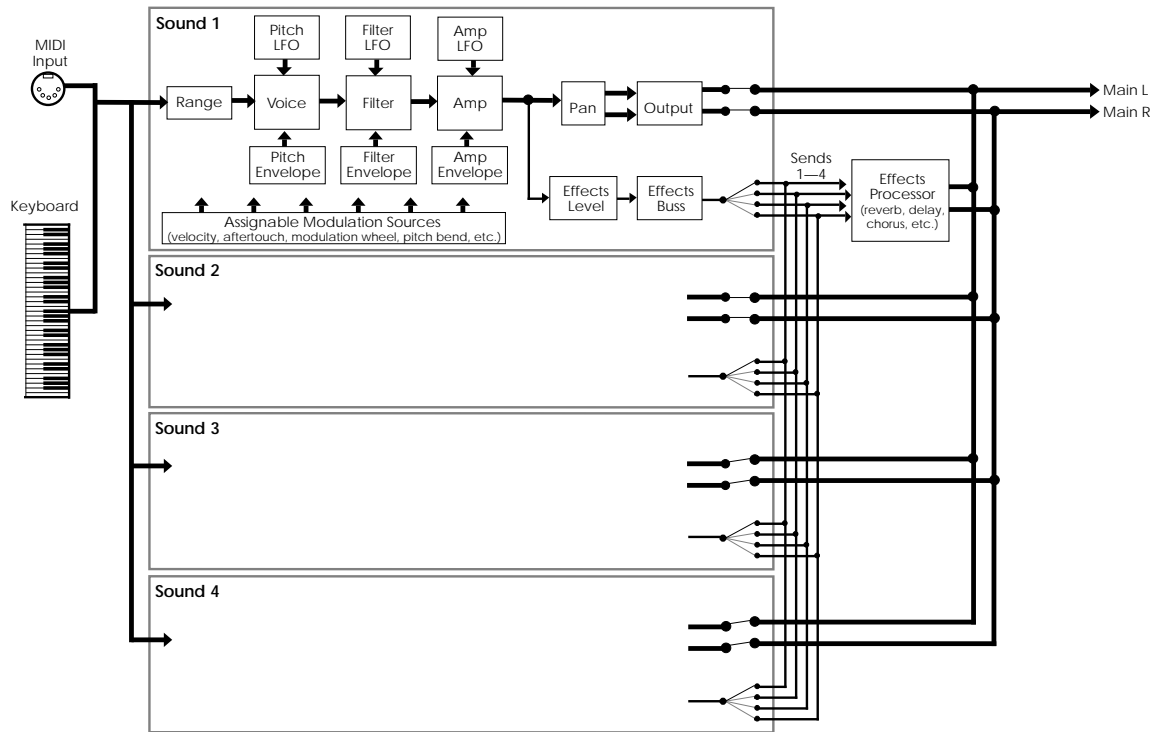 Sound 1
Pitch
LFO
Filter
LFO
Amp
LFO
MIDI
Input
Range
Voice
Filter
Amp
Pan
Output
Main L
Main R
Pitch
Envelope
Filter
Envelope
Amp
Envelope
Sends
1—4
Effects
Level
Effects
Buss
Effects
Processor
(reverb, delay,
chorus, etc.)
Keyboard
Assignable Modulation Sources
(velocity, aftertouch, modulation wheel, pitch bend, etc.)
Sound 2
Sound 3
Sound 4